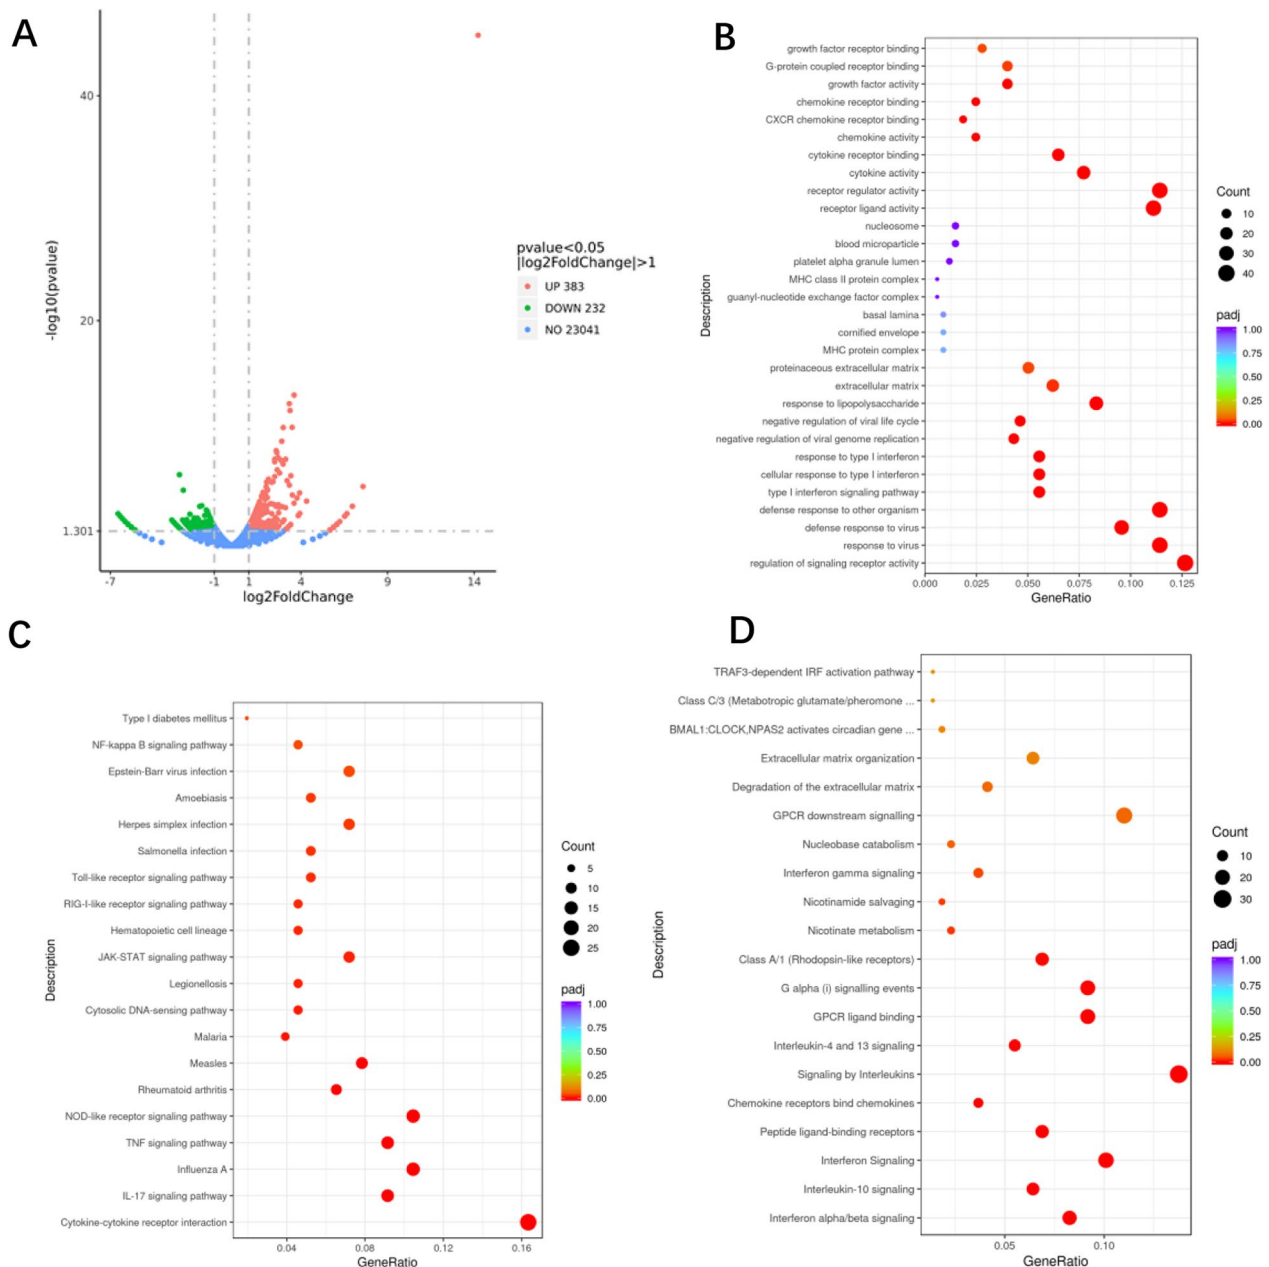 A
40
20
1.301
-log10(pvalue)
-7
-1
1
4
9
14
log2FoldChange
pvalue<0.05
|log2FoldChange|>1
UP 383
DOWN 232
NO 23041
B
growth factor receptor binding
G-protein coupled receptor binding
growth factor activity
chemokine receptor binding
CXCR chemokine receptor binding
chemokine activity
cytokine receptor binding
cytokine activity
receptor regulator activity
receptor ligand activity
nucleosome
blood microparticle
platelet alpha granule lumen
MHC class II protein complex
guanyl-nucleotide exchange factor complex
basal lamina
cornified envelope
MHC protein complex
proteinaceous extracellular matrix
extracellular matrix
response to lipopolysaccharide
negative regulation of viral life cycle
negative regulation of viral genome replication
response to type I interferon
cellular response to type I interferon
type I interferon signaling pathway
defense response to other organism
defense response to virus
response to virus
regulation of signaling receptor activity
Description
0.000
0.025
0.050
0.075
0.100
0.125
GeneRatio
Count
10
20
30
40
padj
1.00
0.75
0.50
0.25
0.00
C
Type I diabetes mellitus
NF-kappa B signaling pathway
Epstein-Barr virus infection
Amoebiasis
Herpes simplex infection
Salmonella infection
Toll-like receptor signaling pathway
RIG-I-like receptor signaling pathway
Hematopoietic cell lineage
JAK-STAT signaling pathway
Legionellosis
Cytosolic DNA-sensing pathway
Malaria
Measles
Rheumatoid arthritis
NOD-like receptor signaling pathway
TNF signaling pathway
Influenza A
IL-17 signaling pathway
Cytokine-cytokine receptor interaction
Description
0.04
0.08
0.12
0.16
GeneRatio
Count
5
10
15
20
25
padj
1.00
0.75
0.50
0.25
0.00
D
TRAF3-dependent IRF activation pathway
Class C/3 (Metabotropic glutamate/pheromone ...
BMAL1:CLOCK,NPAS2 activates circadian gene ...
Extracellular matrix organization
Degradation of the extracellular matrix
GPCR downstream signalling
Nucleobase catabolism
Interferon gamma signaling
Nicotinamide salvaging
Nicotinate metabolism
Class A/1 (Rhodopsin-like receptors)
G alpha (i) signalling events
GPCR ligand binding
Interleukin-4 and 13 signaling
Signaling by Interleukins
Chemokine receptors bind chemokines
Peptide ligand-binding receptors
Interferon Signaling
Interleukin-10 signaling
Interferon alpha/beta signaling
Description
0.05
0.10
GeneRatio
Count
10
20
30
padj
1.00
0.75
0.50
0.25
0.00